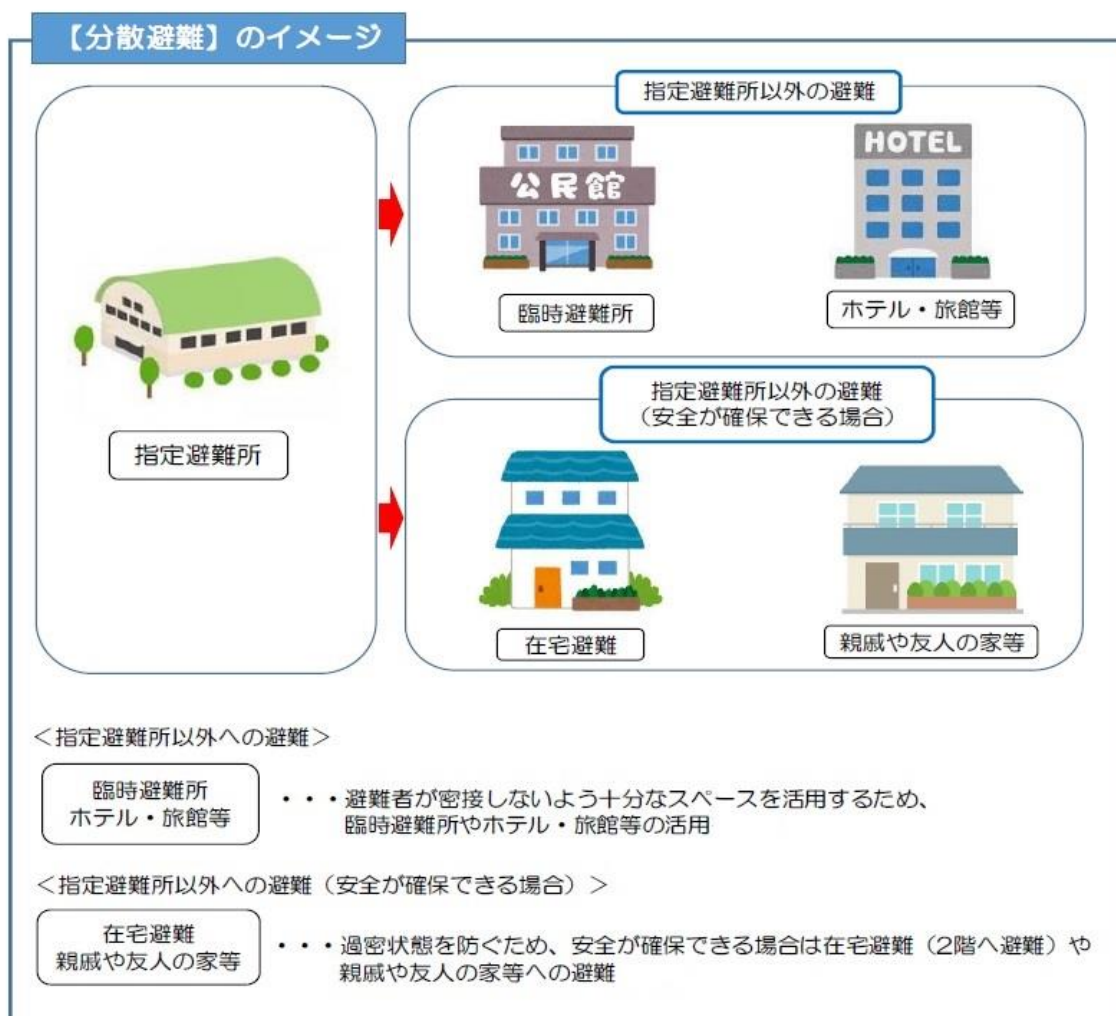 【分散避難】のイメージ
指定避難所
指定避難所以外の避難
公民館
臨時避難所
HOTEL
ホテル・旅館等
指定避難所以外の避難
（安全が確保できる場合）
在宅避難
親戚や友人の家等
＜指定避難所以外への避難＞
臨時避難所
ホテル・旅館等
・・・避難者が密接しないよう十分なスペースを活用するため、
臨時避難所やホテル・旅館等の活用
＜指定避難所以外への避難（安全が確保できる場合）＞
在宅避難
親戚や友人の家等
・・・過密状態を防ぐため、安全が確保できる場合は在宅避難（2階へ避難）や
親戚や友人の家等への避難